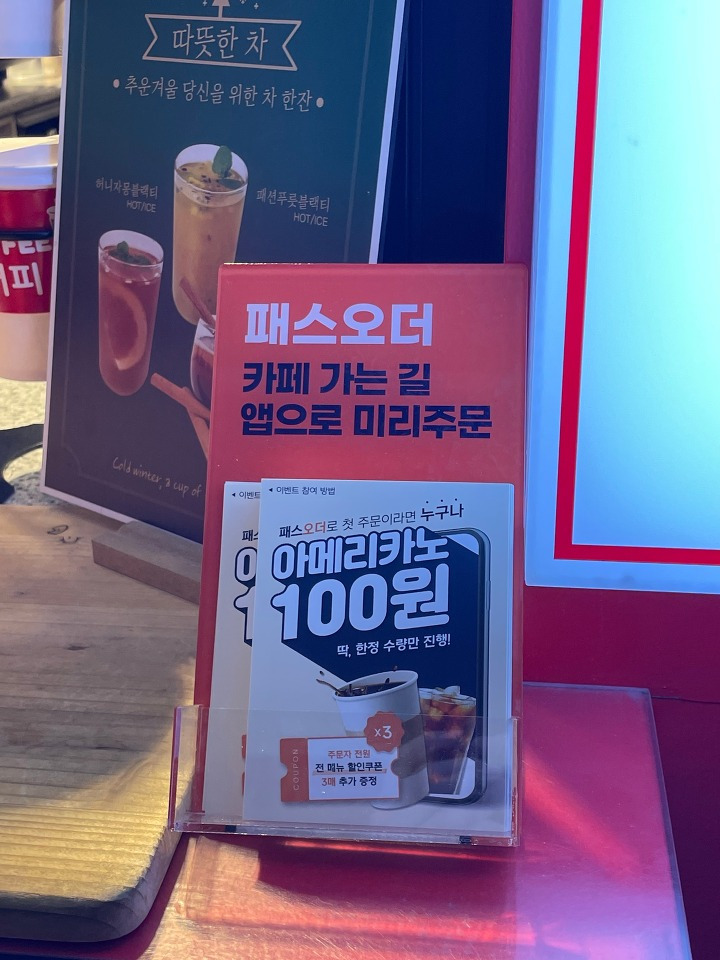 따뜻한 차
• 추운겨울 당신을 위한 차 한잔 •
허니자몽블랙티
HOT/ICE
패션푸룻블랙티
HOT/ICE
Cold winter, a cup of
피
패스오더
카페 가는 길
앱으로 미리주문
◂ 이벤트
◂ 이벤트 참여 방법
패스오더로 첫 주문이라면 누구나
아메리카노
100원
딱, 한정 수량만 진행!
x3
COUPON
주문자 전원
전 메뉴 할인쿠폰
3매 추가 증정